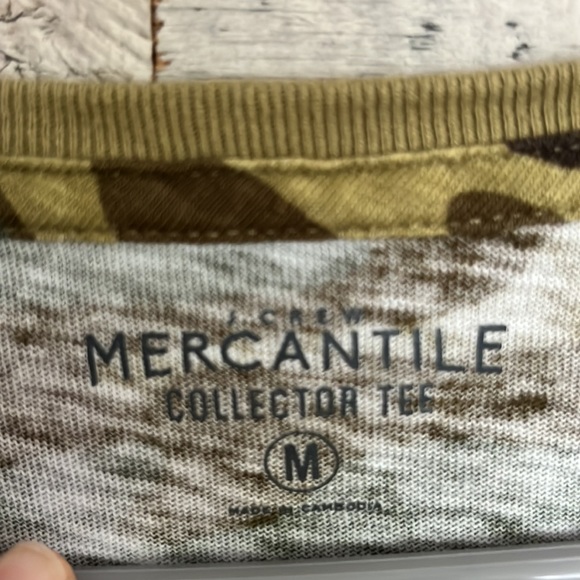 J.CREW
MERCANTILE
COLLECTOR TEE
M
MADE IN CAMBODIA